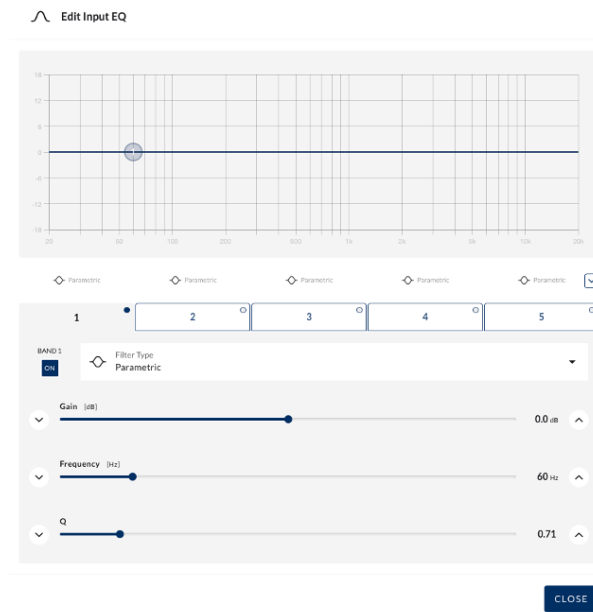 Edit Input EQ
18
12
6
0
-6
-12
-18
20 50 100 200 500 1k 2k 5k 10k 20k
Parametric Parametric Parametric Parametric Parametric
1 2 3 4 5
BAND 1
ON
Filter Type
Parametric
Gain [dB]
0.0 dB
Frequency [Hz]
60 Hz
Q
0.71
CLOSE